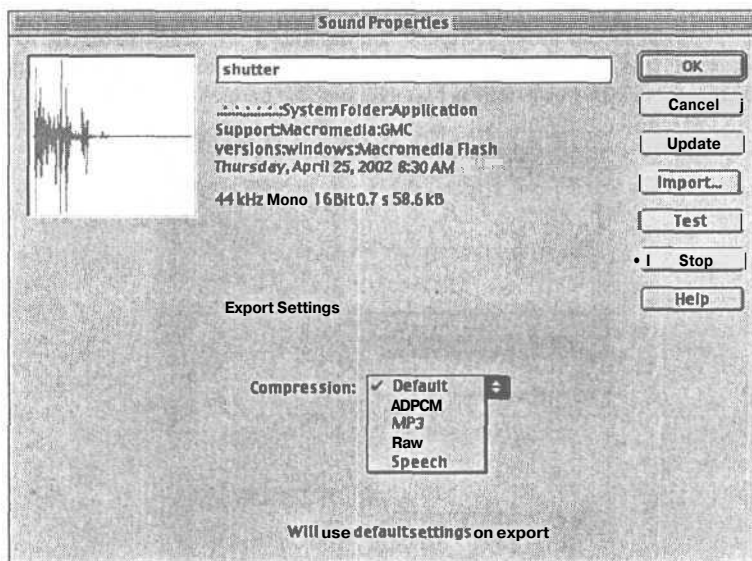 Sound Properties
shutter
System Folder:Application
Support:Macromedia:GMC
versions:windows:Macromedia Flash
Thursday, April 25, 2002 8:30 AM
44 kHz Mono 16Bit 0.7 s 58.6 kB
OK
Cancel
Update
Import...
Test
Stop
Help
Export Settings
Compression: ✓ Default
ADPCM
MP3
Raw
Speech
Will use default settings on export